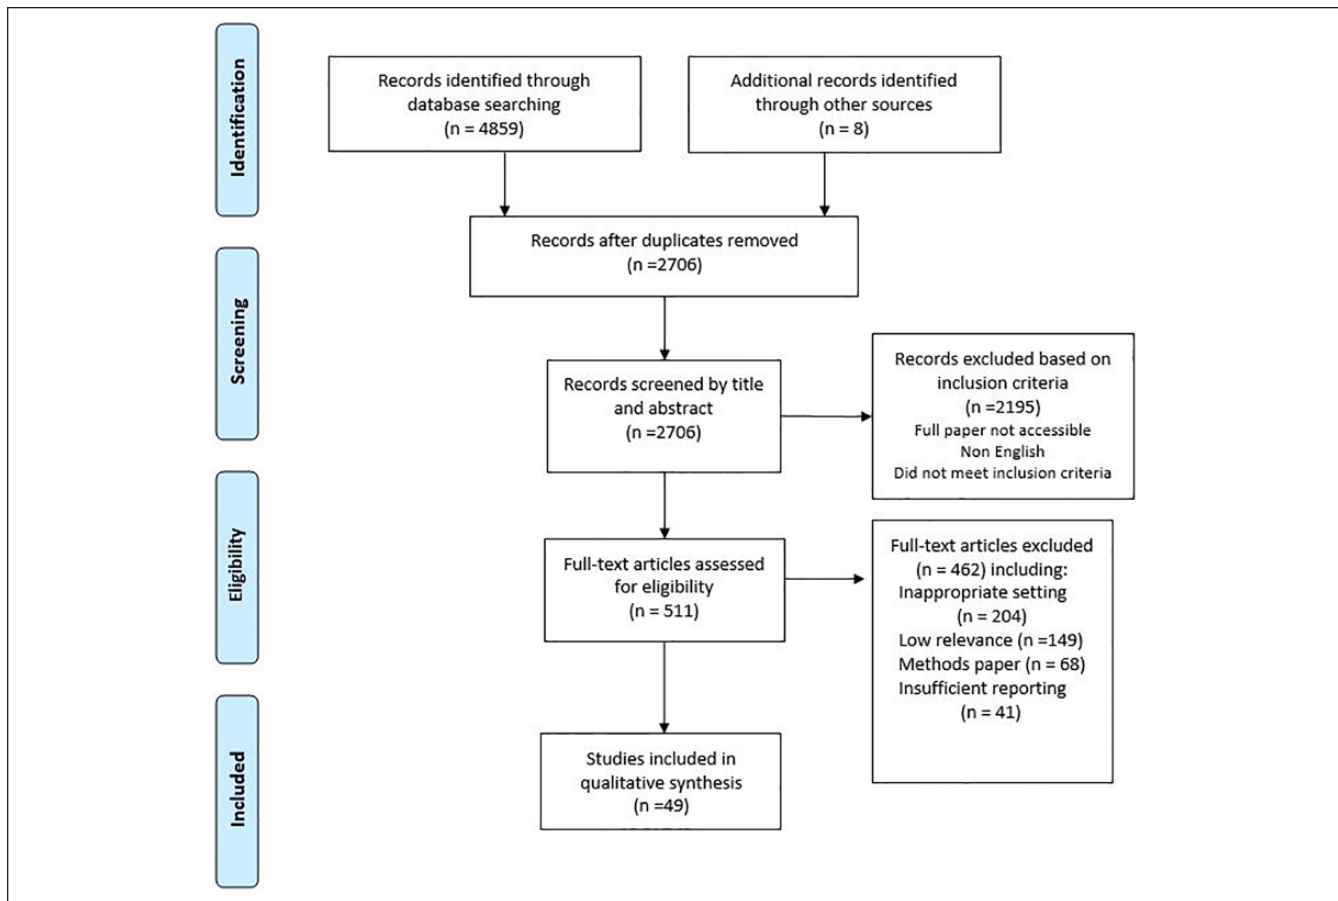 Identification
Records identified through
database searching
(n = 4859)
Additional records identified
through other sources
(n = 8)
Records after duplicates removed
(n =2706)
Screening
Records screened by title
and abstract
(n =2706)
Records excluded based on
inclusion criteria
(n =2195)
Full paper not accessible
Non English
Did not meet inclusion criteria
Eligibility
Full-text articles assessed
for eligibility
(n = 511)
Full-text articles excluded
(n = 462) including:
Inappropriate setting
(n = 204)
Low relevance (n =149)
Methods paper (n = 68)
Insufficient reporting
(n = 41)
Included
Studies included in
qualitative synthesis
(n =49)